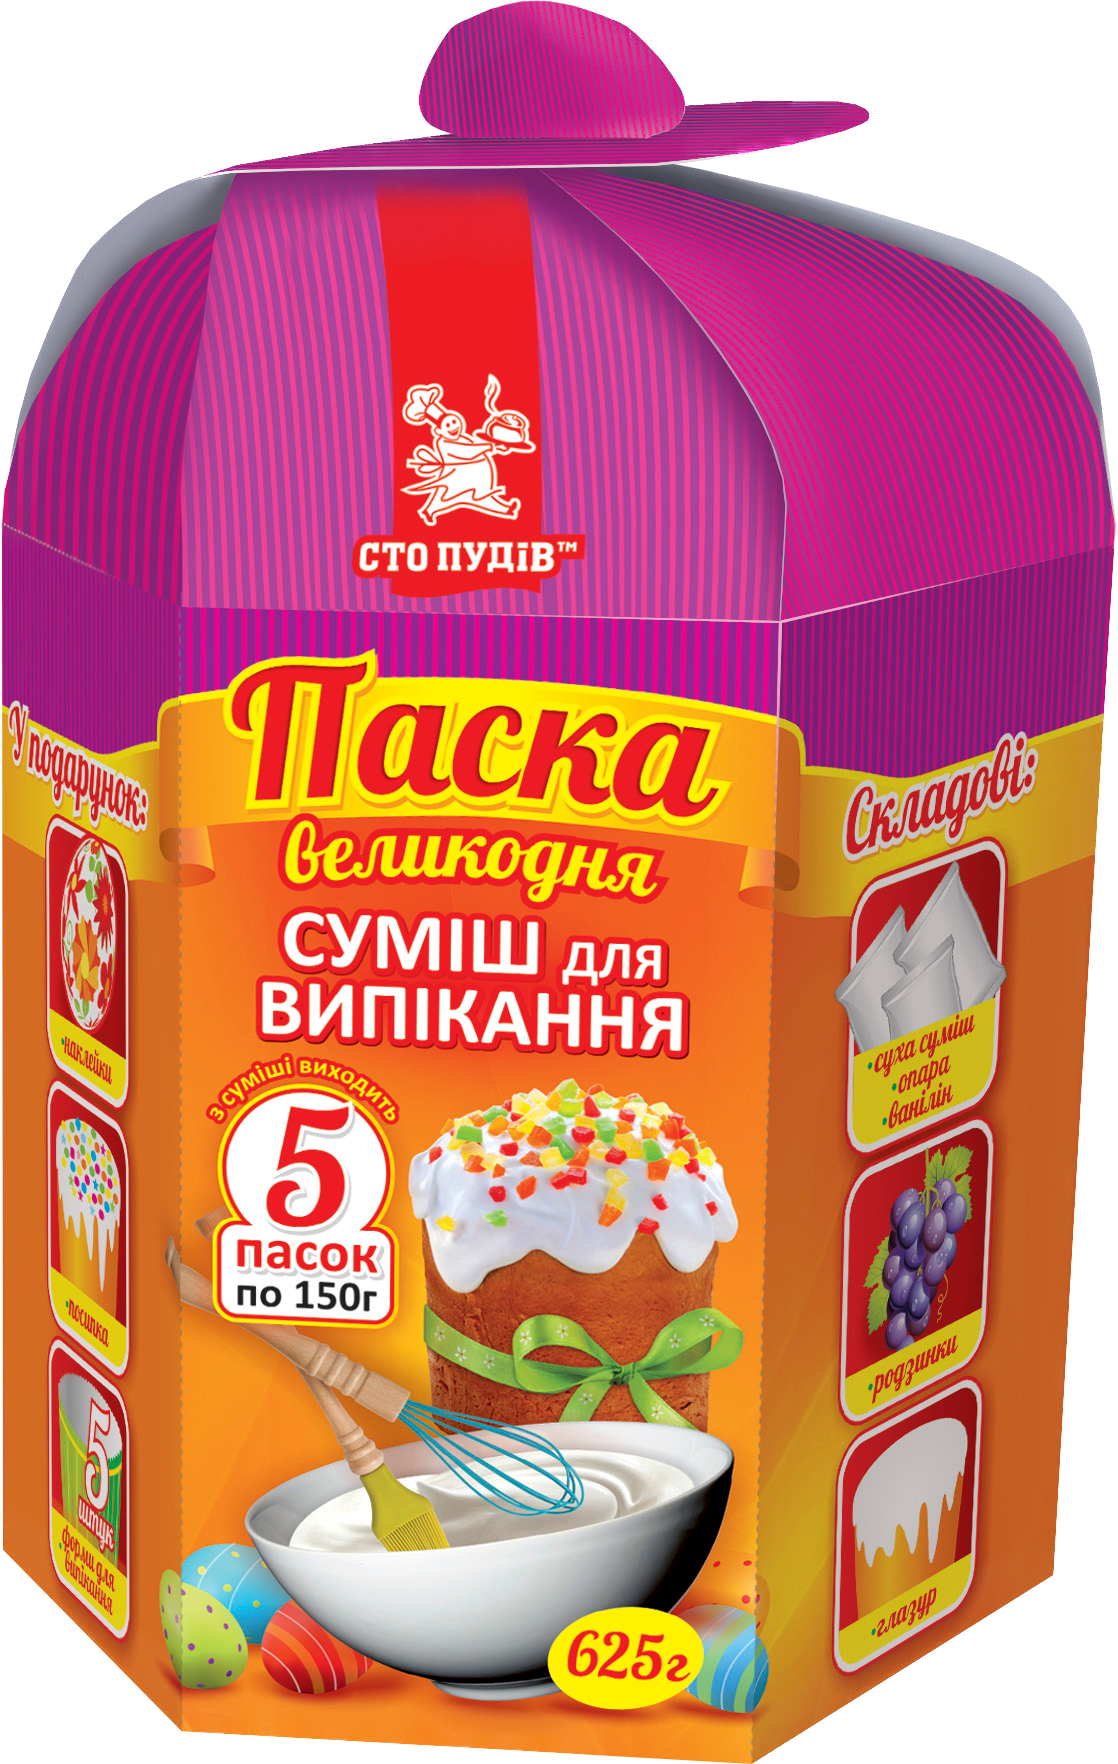 СТО ПУДІВ™
Паска
великодня
СУМІШ для
ВИПІКАННЯ
з суміші виходить
5
пасок
по 150г
625г
У подарунок:
•наклейки
•посипка
5
штук
•форми для
випікання
Складові:
•суха суміш
•опара
•ванілін
•родзинки
•глазур